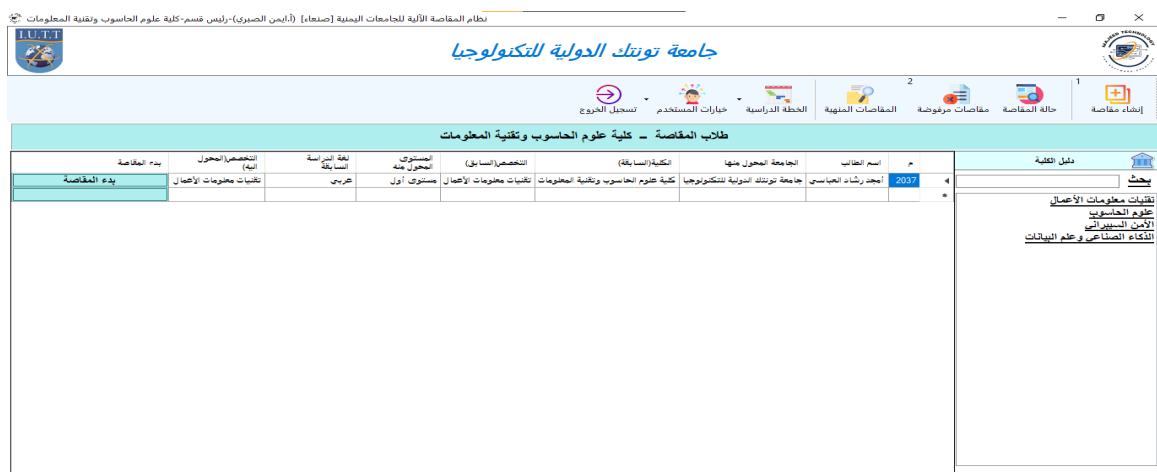 نظام المقاصة الآلية للجامعات اليمنية [صنعاء] (أ.ايمن الصبري)-رئيس قسم-كلية علوم الحاسوب وتقنية المعلومات
I.U.T.T
جامعة تونتك الدولية للتكنولوجيا
1
إنشاء مقاصة
حالة المقاصة
2
مقاصات مرفوضة
المقاصات المنهية
الخطة الدراسية
خيارات المستخدم
تسجيل الخروج
طلاب المقاصة - كلية علوم الحاسوب وتقنية المعلومات
دليل الكلية
بحث
تقنيات معلومات الأعمال
علوم الحاسوب
الأمن السيبراني
الذكاء الصناعي وعلم البيانات
م اسم الطالب الجامعة المحول منها الكلية(السابقة) التخصص(السابق) المستوى المحول منه لغة الدراسة السابقة التخصص(المحول اليه) بدء المقاصة
2037 أمجد رشاد العباسي جامعة تونتك الدولية للتكنولوجيا كلية علوم الحاسوب وتقنية المعلومات تقنيات معلومات الأعمال مستوى أول عربي تقنيات معلومات الأعمال بدء المقاصة